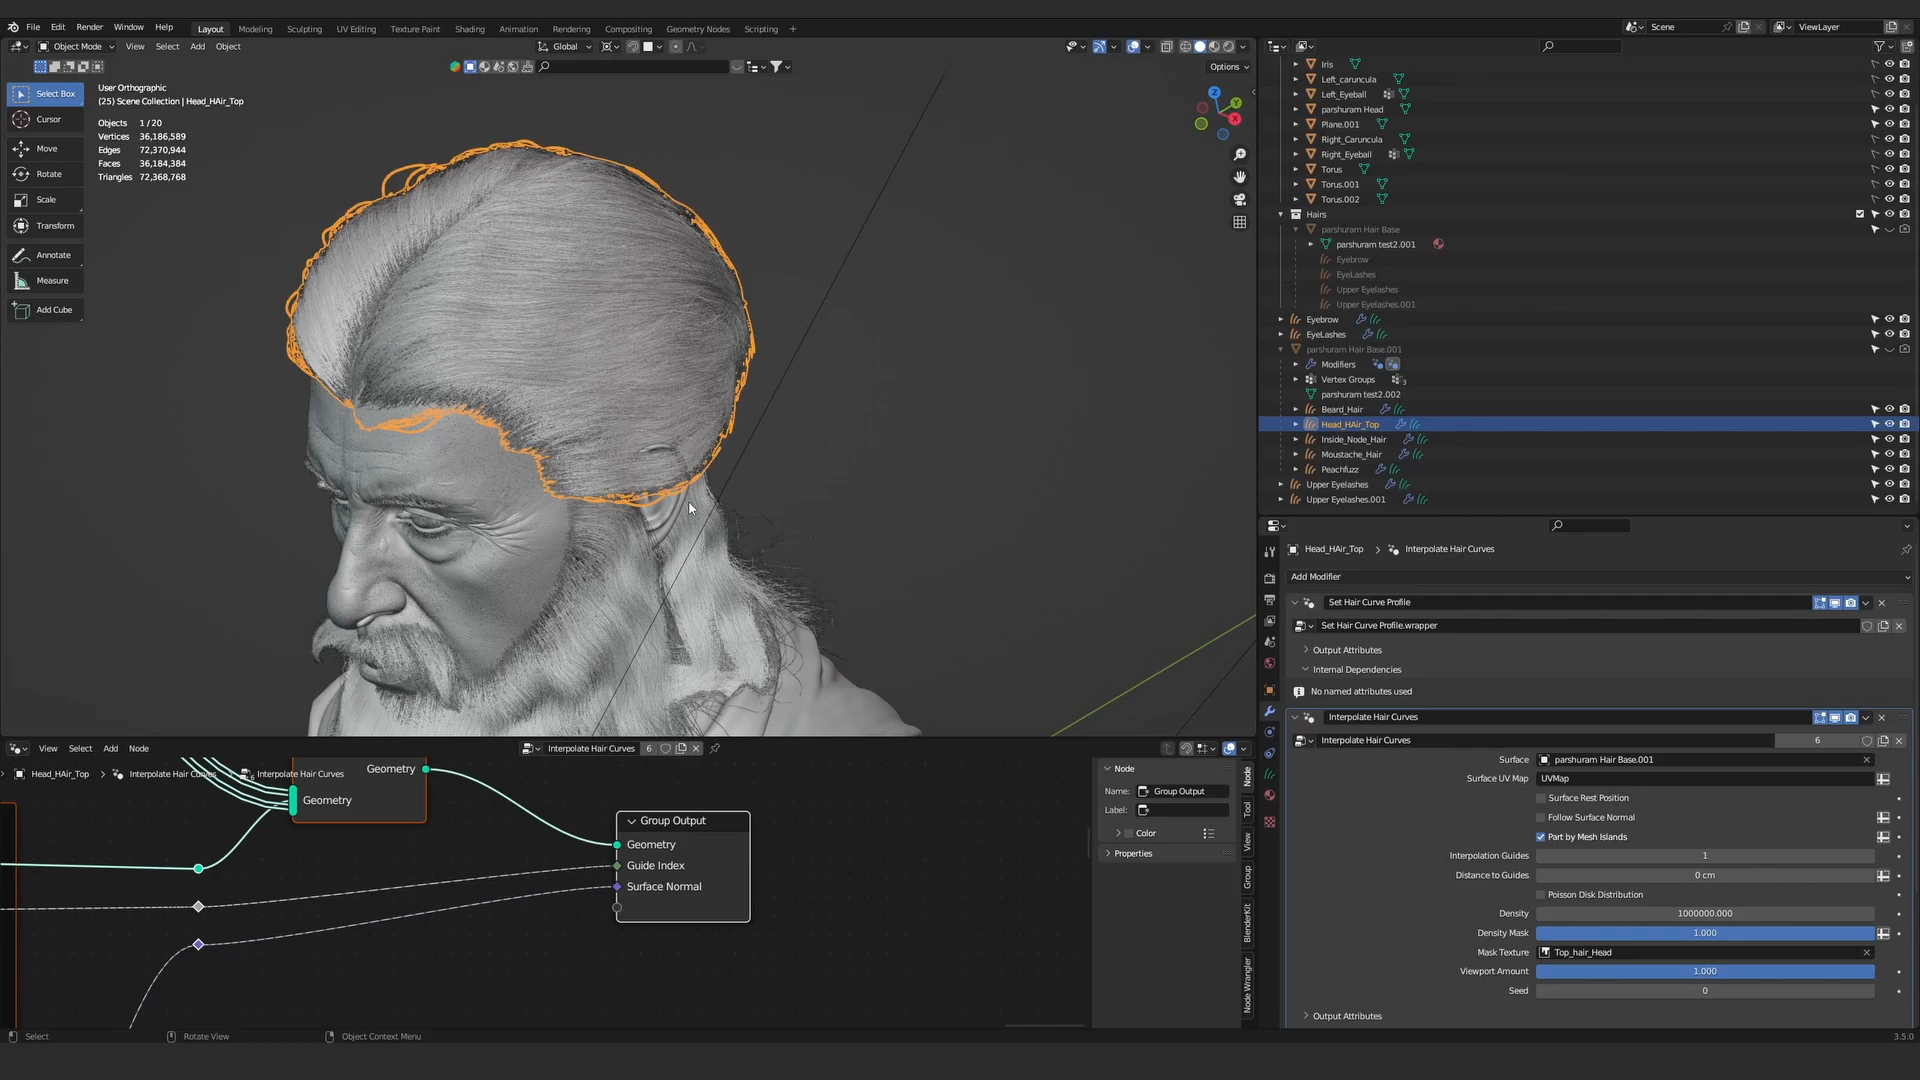 File Edit Render Window Help Layout Modeling Sculpting UV Editing Texture Paint Shading Animation Rendering Compositing Geometry Nodes Scripting + Scene ViewLayer
Object Mode View Select Add Object Global
Options
Select Box
Cursor
Move
Rotate
Scale
Transform
Annotate
Measure
Add Cube
User Orthographic
(25) Scene Collection | Head_HAir_Top
Objects 1 / 20
Vertices 36,186,589
Edges 72,370,944
Faces 36,184,384
Triangles 72,368,768
Iris
Left_caruncula
Left_Eyeball
parshuram Head
Plane.001
Right_Caruncula
Right_Eyeball
Torus
Torus.001
Torus.002
Hairs
parshuram Hair Base
parshuram test2.001
Eyebrow
EyeLashes
Upper Eyelashes
Upper Eyelashes.001
Eyebrow
EyeLashes
parshuram Hair Base.001
Modifiers
Vertex Groups 3
parshuram test2.002
Beard_Hair
Head_HAir_Top
Inside_Node_Hair
Moustache_Hair
Peachfuzz
Upper Eyelashes
Upper Eyelashes.001
Head_HAir_Top > Interpolate Hair Curves
Add Modifier
Set Hair Curve Profile
Set Hair Curve Profile.wrapper
Output Attributes
Internal Dependencies
No named attributes used
Interpolate Hair Curves
Interpolate Hair Curves 6
Surface parshuram Hair Base.001
Surface UV Map UVMap
Surface Rest Position
Follow Surface Normal
Part by Mesh Islands
Interpolation Guides 1
Distance to Guides 0 cm
Poisson Disk Distribution
Density 1000000.000
Density Mask 1.000
Mask Texture Top_hair_Head
Viewport Amount 1.000
Seed 0
Output Attributes
View Select Add Node Interpolate Hair Curves 6
Head_HAir_Top > Interpolate Hair Curves > Interpolate Hair Curves
Geometry
Geometry
Group Output
Geometry
Guide Index
Surface Normal
Node
Name: Group Output
Label:
Color
Properties
Node
Tool
View
Group
BlenderKit
Node Wrangler
Select Rotate View Object Context Menu 3.5.0